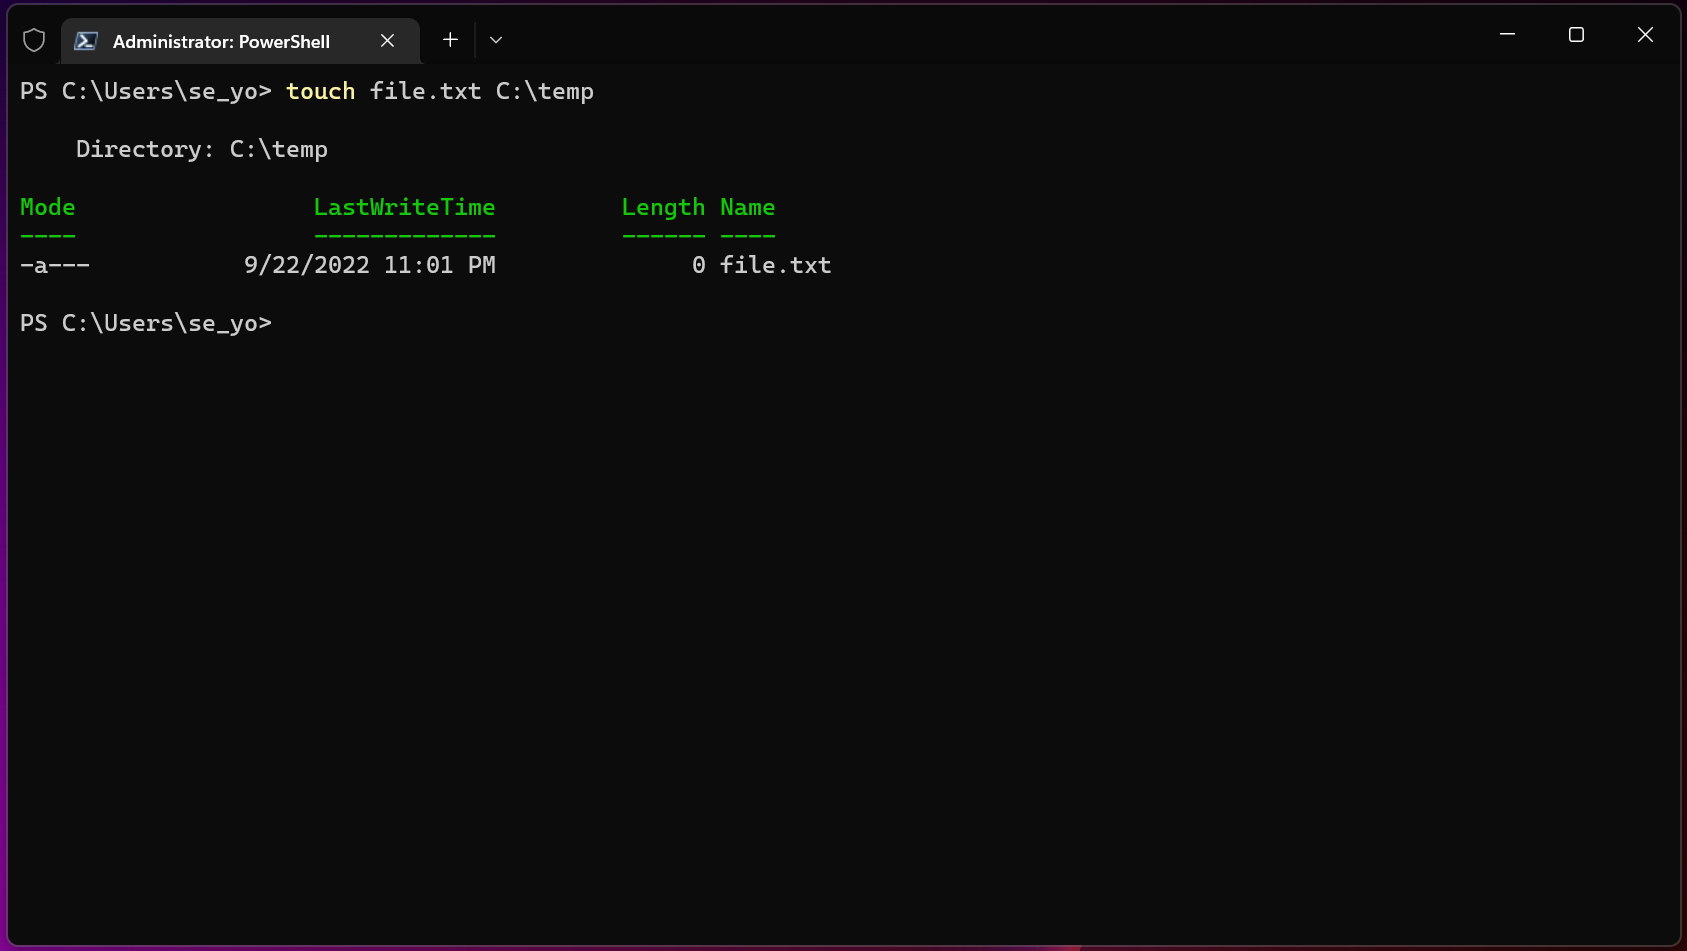 Administrator: PowerShell
PS C:\Users\se_yo> touch file.txt C:\temp
Directory: C:\temp
Mode LastWriteTime Length Name
---- ------------- ------ ----
-a--- 9/22/2022 11:01 PM 0 file.txt
PS C:\Users\se_yo>